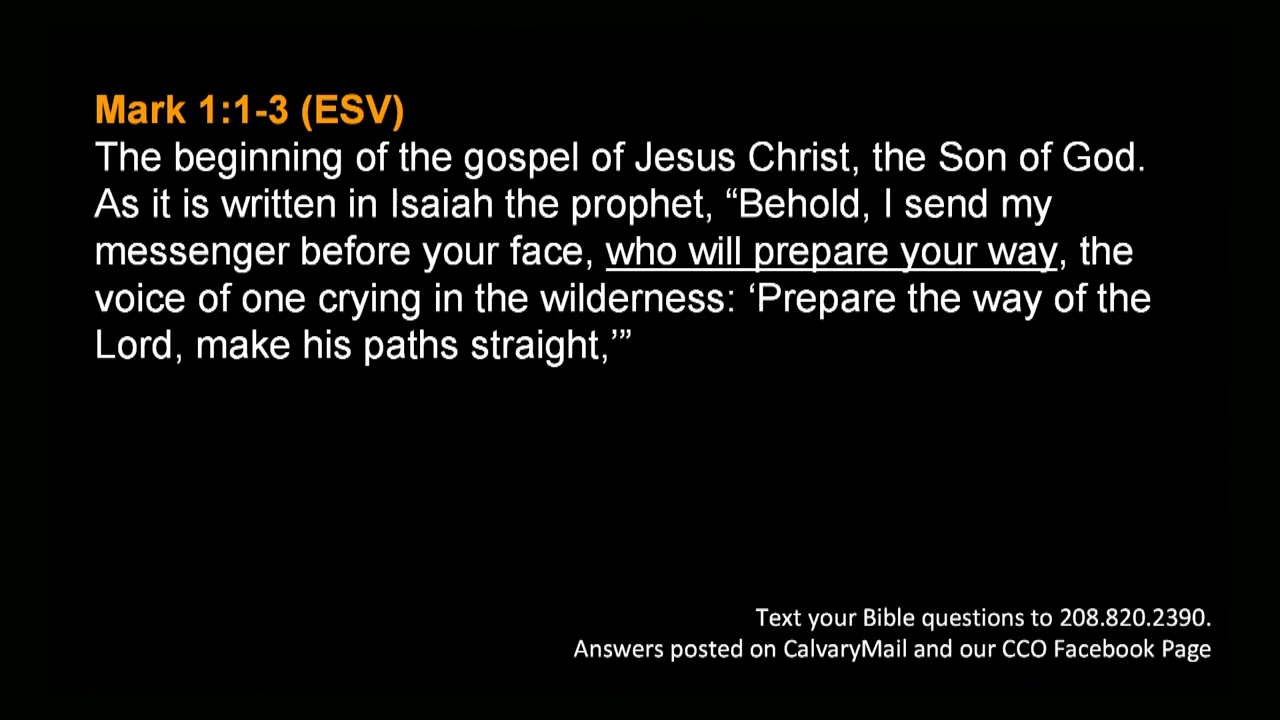 Mark 1:1-3 (ESV)
The beginning of the gospel of Jesus Christ, the Son of God.
As it is written in Isaiah the prophet, “Behold, I send my
messenger before your face, who will prepare your way, the
voice of one crying in the wilderness: ‘Prepare the way of the
Lord, make his paths straight,’”
Text your Bible questions to 208.820.2390.
Answers posted on CalvaryMail and our CCO Facebook Page